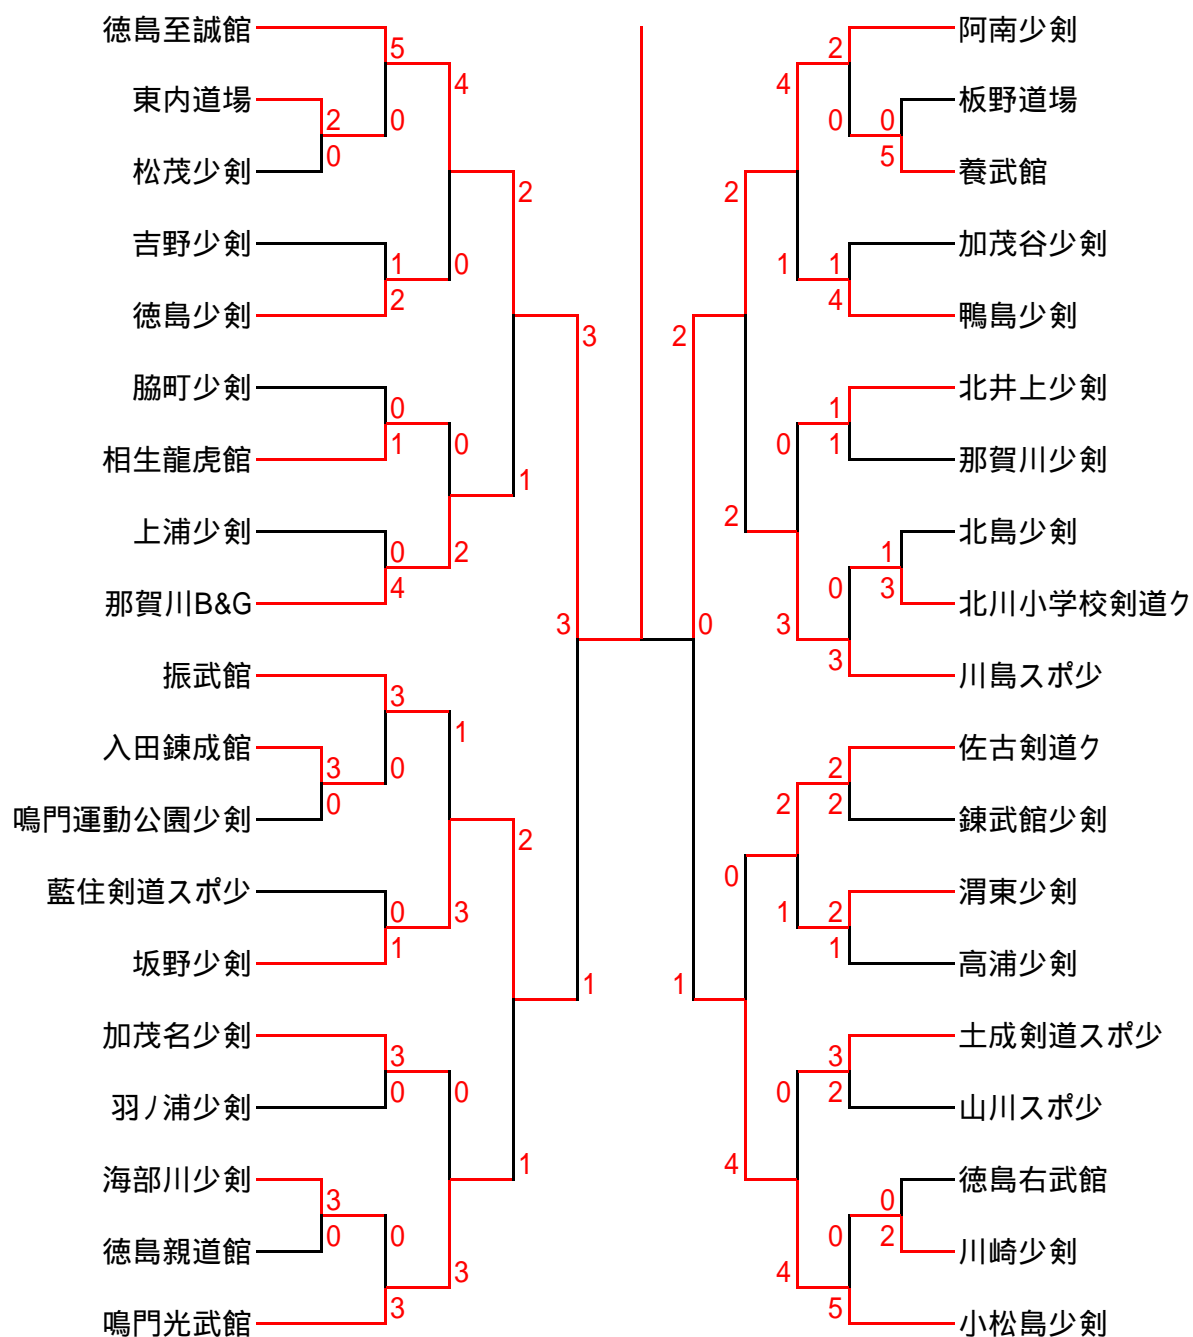 徳島至誠館
東内道場
松茂少剣
吉野少剣
徳島少剣
脇町少剣
相生龍虎館
上浦少剣
那賀川B&G
振武館
入田錬成館
鳴門運動公園少剣
藍住剣道スポ少
坂野少剣
加茂名少剣
羽ノ浦少剣
海部川少剣
徳島親道館
鳴門光武館
2
0
3
0
3
0
5
0
1
2
0
1
0
4
3
0
0
1
3
0
0
3
4
0
0
2
1
3
0
3
2
1
2
1
3
1
3
0
2
1
2
2
0
4
4
1
0
3
2
1
0
4
2
0
1
4
1
1
0
3
2
2
2
1
3
2
0
5
0
5
1
3
0
2
阿南少剣
板野道場
養武館
加茂谷少剣
鴨島少剣
北井上少剣
那賀川少剣
北島少剣
北川小学校剣道ク
川島スポ少
佐古剣道ク
錬武館少剣
渭東少剣
高浦少剣
土成剣道スポ少
山川スポ少
徳島右武館
川崎少剣
小松島少剣